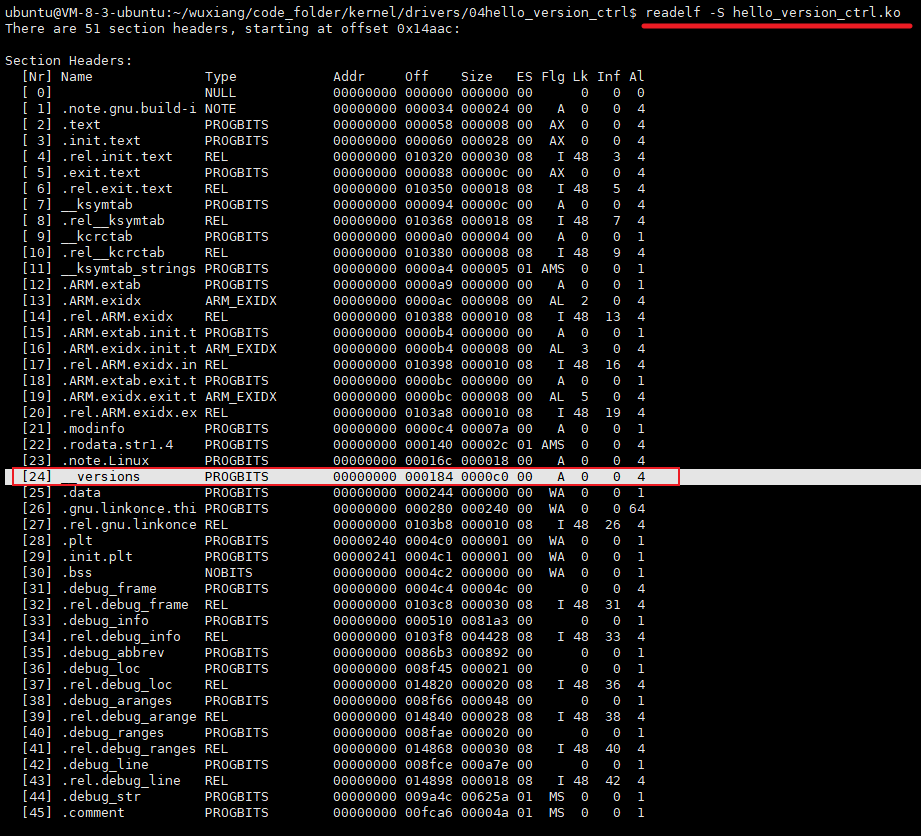 ubuntu@VM-8-3-ubuntu:~/wuxiang/code_folder/kernel/drivers/04hello_version_ctrl$ readelf -S hello_version_ctrl.ko
There are 51 section headers, starting at offset 0x14aac:
Section Headers:
[Nr] Name Type Addr Off Size ES Flg Lk Inf Al
[ 0] NULL 00000000 000000 000000 00 0 0 0
[ 1] .note.gnu.build-i NOTE 00000000 000034 000024 00 A 0 0 4
[ 2] .text PROGBITS 00000000 000058 000008 00 AX 0 0 4
[ 3] .init.text PROGBITS 00000000 000060 000028 00 AX 0 0 4
[ 4] .rel.init.text REL 00000000 010320 000030 08 I 48 3 4
[ 5] .exit.text PROGBITS 00000000 000088 00000c 00 AX 0 0 4
[ 6] .rel.exit.text REL 00000000 010350 000018 08 I 48 5 4
[ 7] __ksymtab PROGBITS 00000000 000094 00000c 00 A 0 0 4
[ 8] .rel__ksymtab REL 00000000 010368 000018 08 I 48 7 4
[ 9] __kcrctab PROGBITS 00000000 0000a0 000004 00 A 0 0 1
[10] .rel__kcrctab REL 00000000 010380 000008 08 I 48 9 4
[11] __ksymtab_strings PROGBITS 00000000 0000a4 000005 01 AMS 0 0 1
[12] .ARM.extab PROGBITS 00000000 0000a9 000000 00 A 0 0 1
[13] .ARM.exidx ARM_EXIDX 00000000 0000ac 000008 00 AL 2 0 4
[14] .rel.ARM.exidx REL 00000000 010388 000010 08 I 48 13 4
[15] .ARM.extab.init.t PROGBITS 00000000 0000b4 000000 00 A 0 0 1
[16] .ARM.exidx.init.t ARM_EXIDX 00000000 0000b4 000008 00 AL 3 0 4
[17] .rel.ARM.exidx.in REL 00000000 010398 000010 08 I 48 16 4
[18] .ARM.extab.exit.t PROGBITS 00000000 0000bc 000000 00 A 0 0 1
[19] .ARM.exidx.exit.t ARM_EXIDX 00000000 0000bc 000008 00 AL 5 0 4
[20] .rel.ARM.exidx.ex REL 00000000 0103a8 000010 08 I 48 19 4
[21] .modinfo PROGBITS 00000000 0000c4 00007a 00 A 0 0 1
[22] .rodata.str1.4 PROGBITS 00000000 000140 00002c 01 AMS 0 0 4
[23] .note.Linux PROGBITS 00000000 00016c 000018 00 A 0 0 4
[24] __versions PROGBITS 00000000 000184 0000c0 00 A 0 0 4
[25] .data PROGBITS 00000000 000244 000000 00 WA 0 0 1
[26] .gnu.linkonce.thi PROGBITS 00000000 000280 000240 00 WA 0 0 64
[27] .rel.gnu.linkonce REL 00000000 0103b8 000010 08 I 48 26 4
[28] .plt PROGBITS 00000240 0004c0 000001 00 WA 0 0 1
[29] .init.plt PROGBITS 00000241 0004c1 000001 00 WA 0 0 1
[30] .bss NOBITS 00000000 0004c2 000000 00 WA 0 0 1
[31] .debug_frame PROGBITS 00000000 0004c4 00004c 00 0 0 4
[32] .rel.debug_frame REL 00000000 0103c8 000030 08 I 48 31 4
[33] .debug_info PROGBITS 00000000 000510 0081a3 00 0 0 1
[34] .rel.debug_info REL 00000000 0103f8 004428 08 I 48 33 4
[35] .debug_abbrev PROGBITS 00000000 0086b3 000892 00 0 0 1
[36] .debug_loc PROGBITS 00000000 008f45 000021 00 0 0 1
[37] .rel.debug_loc REL 00000000 014820 000020 08 I 48 36 4
[38] .debug_aranges PROGBITS 00000000 008f66 000048 00 0 0 1
[39] .rel.debug_arange REL 00000000 014840 000028 08 I 48 38 4
[40] .debug_ranges PROGBITS 00000000 008fae 000020 00 0 0 1
[41] .rel.debug_ranges REL 00000000 014868 000030 08 I 48 40 4
[42] .debug_line PROGBITS 00000000 008fce 000a7e 00 0 0 1
[43] .rel.debug_line REL 00000000 014898 000018 08 I 48 42 4
[44] .debug_str PROGBITS 00000000 009a4c 00625a 01 MS 0 0 1
[45] .comment PROGBITS 00000000 00fca6 00004a 01 MS 0 0 1